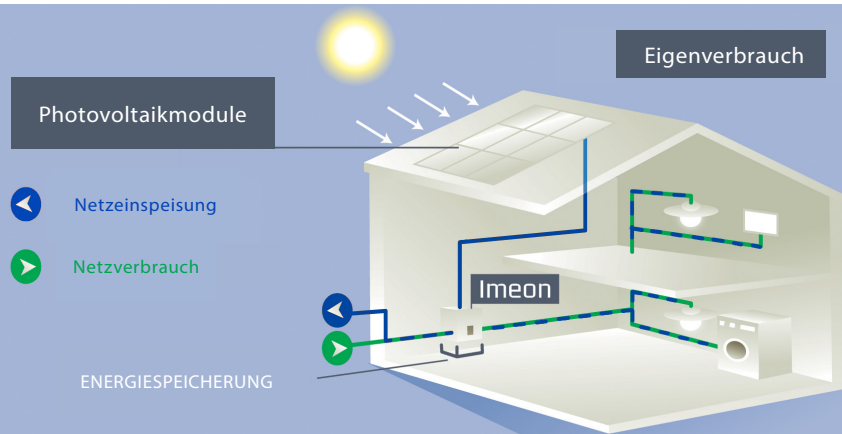 Eigenverbrauch
Photovoltaikmodule
Netzeinspeisung
Netzverbrauch
Imeon
ENERGIESPEICHERUNG